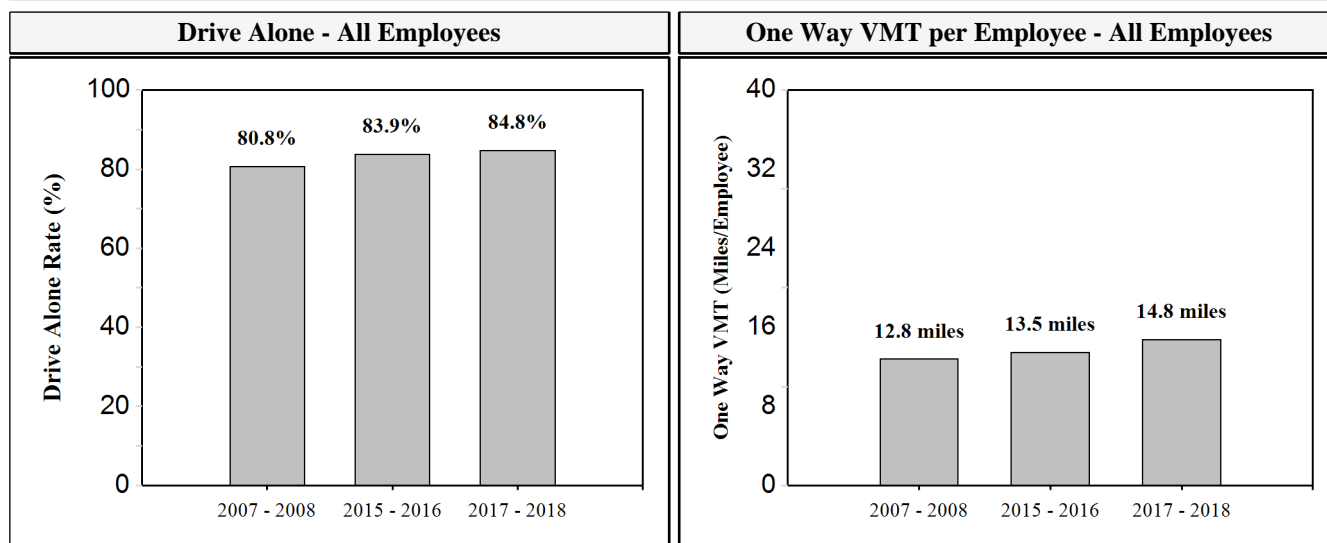 Drive Alone - All Employees
100
80
60
40
20
0
Drive Alone Rate (%)
80.8%
83.9%
84.8%
2007 - 2008
2015 - 2016
2017 - 2018
One Way VMT per Employee - All Employees
40
32
24
16
8
0
One Way VMT (Miles/Employee)
12.8 miles
13.5 miles
14.8 miles
2007 - 2008
2015 - 2016
2017 - 2018